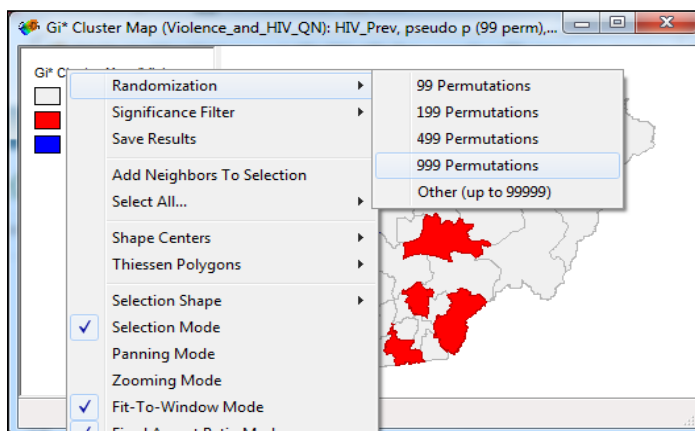 Gi* Cluster Map (Violence_and_HIV_QN): HIV_Prev, pseudo p (99 perm),...
Gi* Cl
Randomization
Significance Filter
Save Results
Add Neighbors To Selection
Select All...
Shape Centers
Thiessen Polygons
Selection Shape
Selection Mode
Panning Mode
Zooming Mode
Fit-To-Window Mode
99 Permutations
199 Permutations
499 Permutations
999 Permutations
Other (up to 99999)